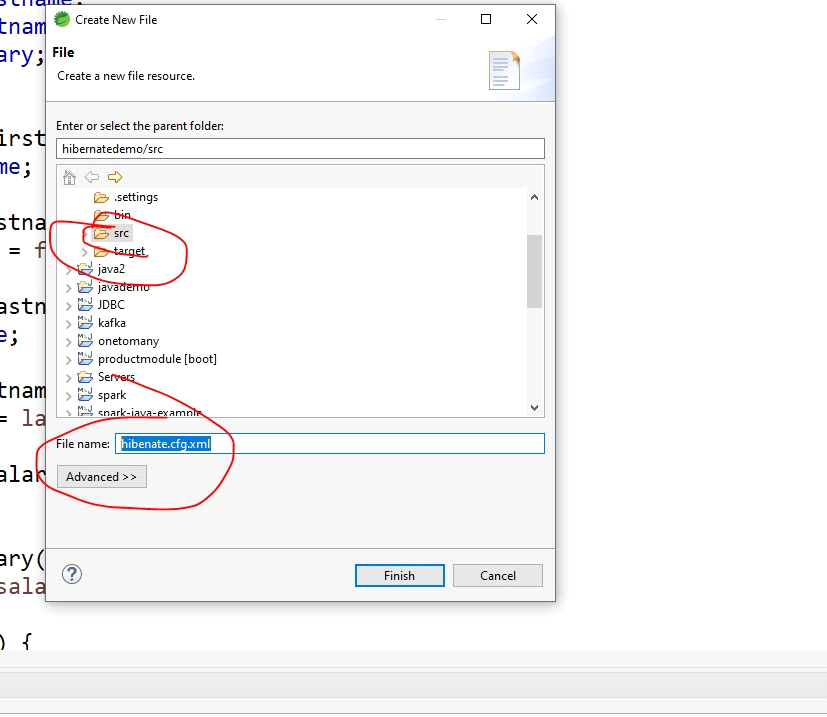 stname;
Create New File
tnam
File
ary;
Create a new file resource.
Enter or select the parent folder:
irst
hibernatedemo/src
me;
.settings
stna
bin
src
= f
target
java2
javademo
astn
JDBC
kafka
e;
onetomany
productmodule [boot]
Servers
tnam
spark
= la
spark-java-example
File name: hibenate.cfg.xml
alar
Advanced >>
ary(
? Finish Cancel
sala
) {